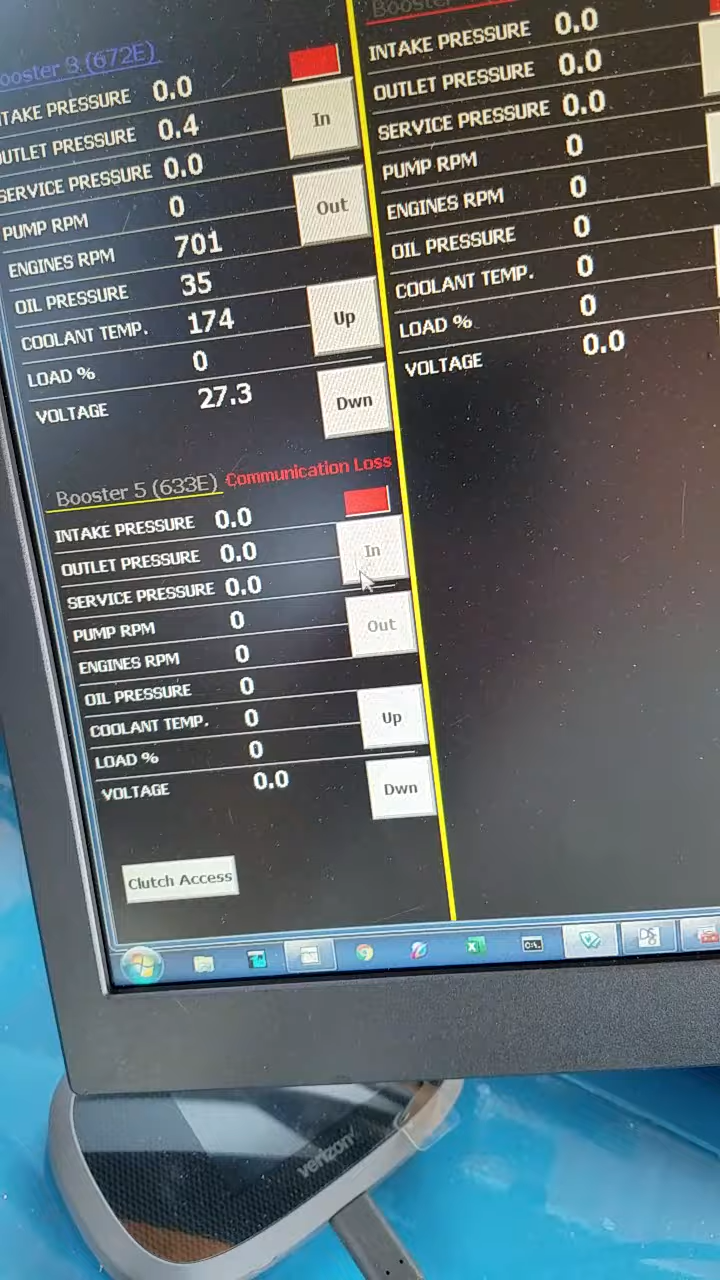 ooster 3 (672E)
TAKE PRESSURE 0.0
UTLET PRESSURE 0.4
SERVICE PRESSURE 0.0
PUMP RPM 0
ENGINES RPM 701
OIL PRESSURE 35
COOLANT TEMP. 174
LOAD % 0
VOLTAGE 27.3
In
Out
Up
Dwn
Booster
INTAKE PRESSURE 0.0
OUTLET PRESSURE 0.0
SERVICE PRESSURE 0.0
PUMP RPM 0
ENGINES RPM 0
OIL PRESSURE 0
COOLANT TEMP. 0
LOAD % 0
VOLTAGE 0.0
Booster 5 (633E) Communication Loss
INTAKE PRESSURE 0.0
OUTLET PRESSURE 0.0
SERVICE PRESSURE 0.0
PUMP RPM 0
ENGINES RPM 0
OIL PRESSURE 0
COOLANT TEMP. 0
LOAD % 0
VOLTAGE 0.0
In
Out
Up
Dwn
Clutch Access
verizon